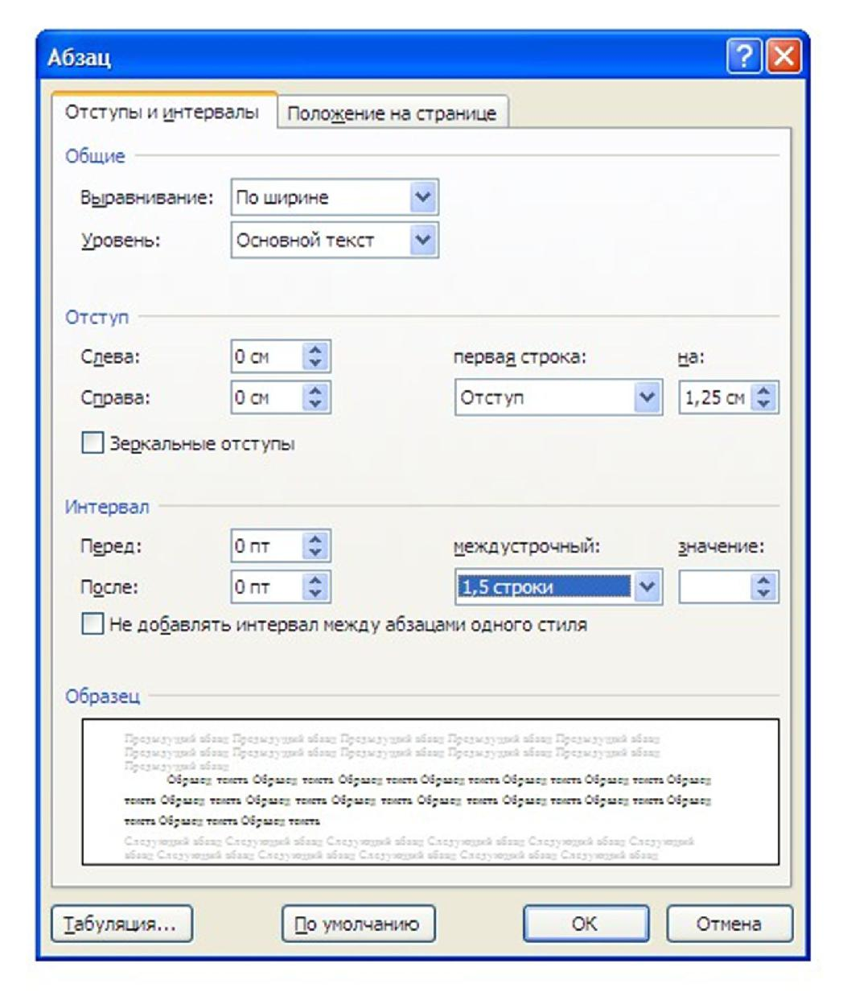 Абзац
Отступы и интервалы Положение на странице
Общие
Выравнивание: По ширине
Уровень: Основной текст
Отступ
Слева: 0 см первая строка: на:
Справа: 0 см Отступ 1,25 см
Зеркальные отступы
Интервал
Перед: 0 пт междустрочный: значение:
После: 0 пт 1,5 строки
Не добавлять интервал между абзацами одного стиля
Образец
Предыдущий абзац Предыдущий абзац Предыдущий абзац Предыдущий абзац Предыдущий абзац
Предыдущий абзац Предыдущий абзац Предыдущий абзац Предыдущий абзац Предыдущий абзац
Предыдущий абзац
Образец текста Образец текста Образец текста Образец текста Образец текста Образец текста Образец
текста Образец текста Образец текста Образец текста Образец текста Образец текста Образец
текста Образец текста Образец текста
Следующий абзац Следующий абзац Следующий абзац Следующий абзац Следующий абзац Следующий
абзац Следующий абзац Следующий абзац Следующий абзац Следующий абзац Следующий абзац
Табуляция... По умолчанию ОК Отмена